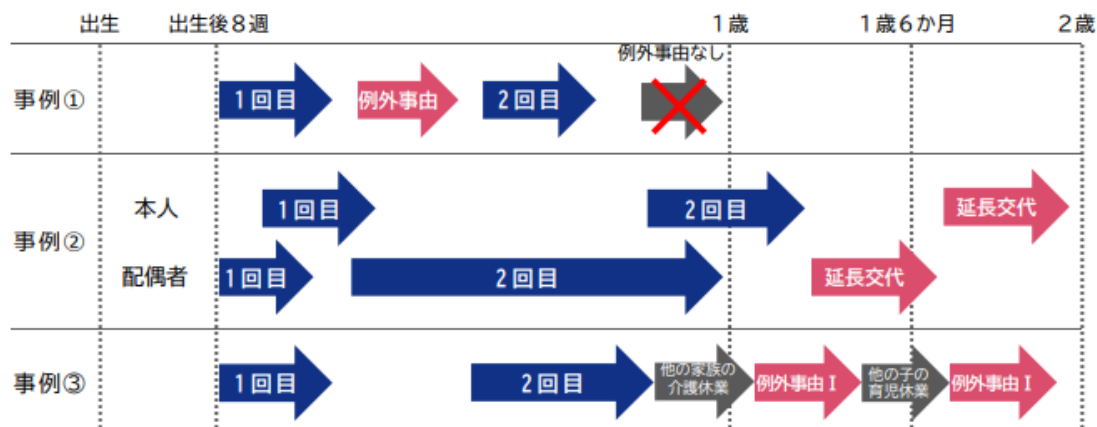 出生 出生後８週 １歳 １歳６か月 ２歳
例外事由なし
事例① １回目 例外事由 ２回目
本人 １回目 ２回目 延長交代
事例②
配偶者 １回目 ２回目 延長交代
事例③ １回目 ２回目 他の家族の介護休業 例外事由Ⅰ 他の子の育児休業 例外事由Ⅰ